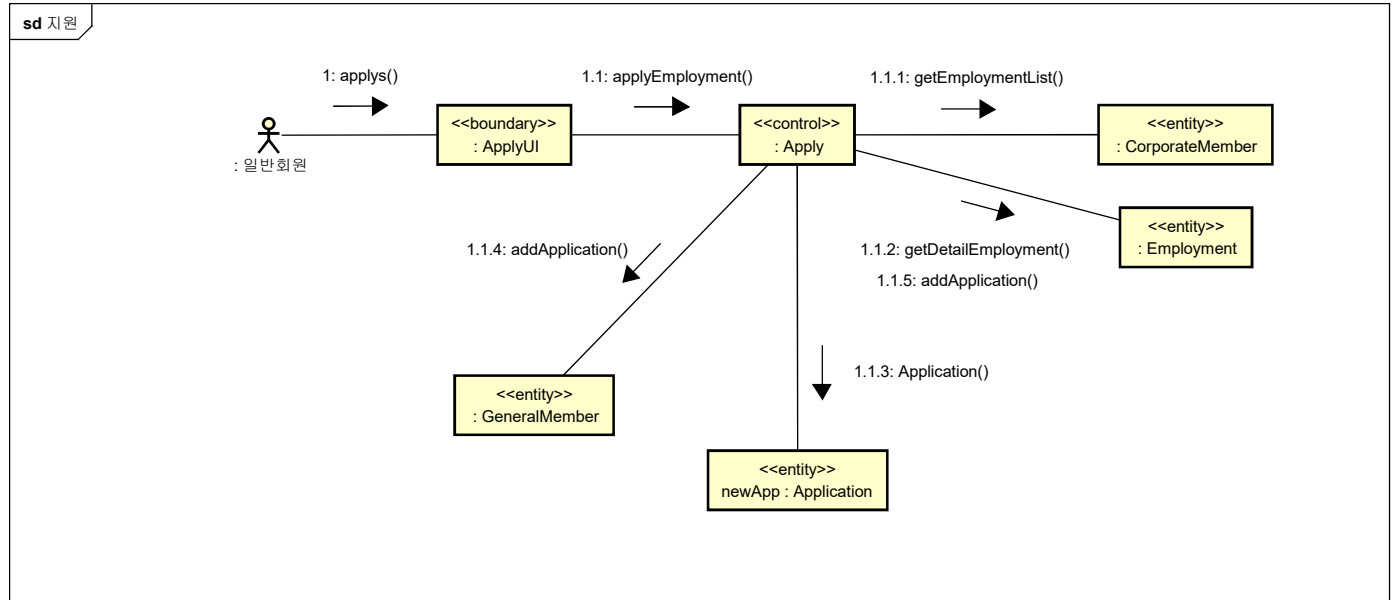 sd 지원
1: applys()
1.1: applyEmployment()
1.1.1: getEmploymentList()
<<boundary>>
: ApplyUI
<<control>>
: Apply
<<entity>>
: CorporateMember
: 일반회원
<<entity>>
: Employment
1.1.4: addApplication()
1.1.2: getDetailEmployment()
1.1.5: addApplication()
1.1.3: Application()
<<entity>>
: GeneralMember
<<entity>>
newApp : Application